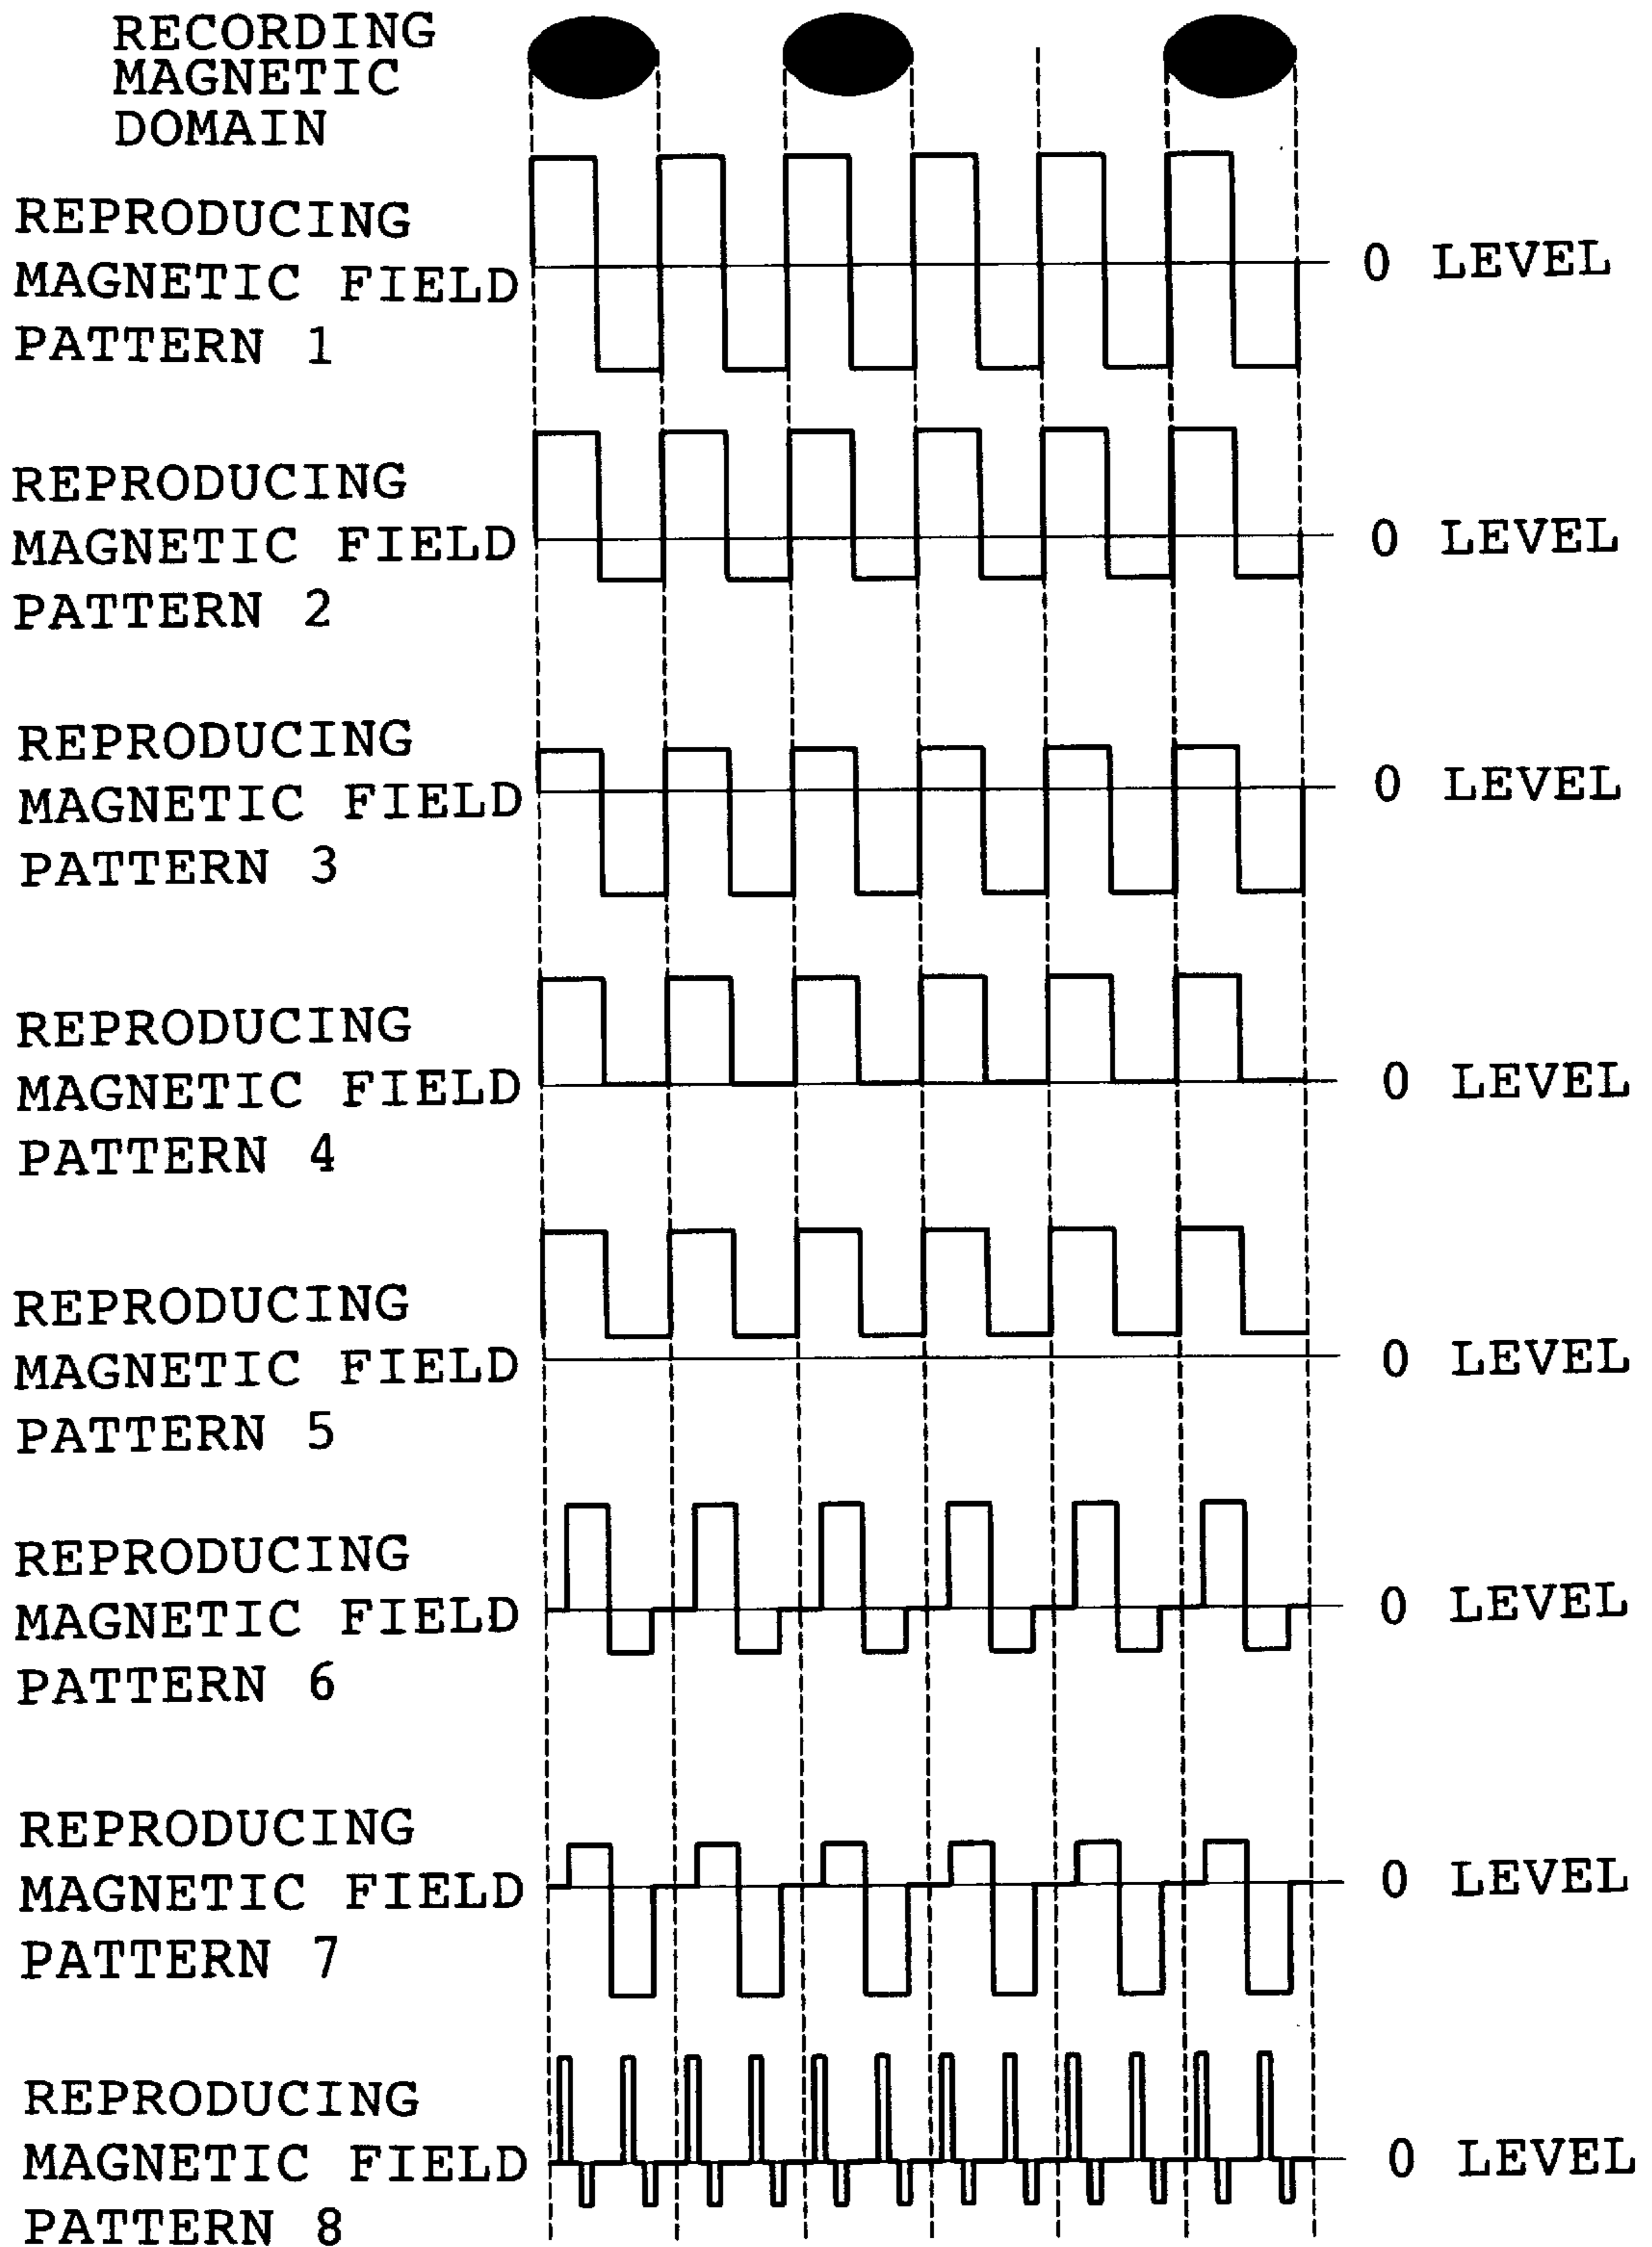 RECORDING
MAGNETIC
DOMAIN
REPRODUCING
MAGNETIC FIELD
PATTERN 1
0 LEVEL
REPRODUCING
MAGNETIC FIELD
PATTERN 2
0 LEVEL
REPRODUCING
MAGNETIC FIELD
PATTERN 3
0 LEVEL
REPRODUCING
MAGNETIC FIELD
PATTERN 4
0 LEVEL
REPRODUCING
MAGNETIC FIELD
PATTERN 5
0 LEVEL
REPRODUCING
MAGNETIC FIELD
PATTERN 6
0 LEVEL
REPRODUCING
MAGNETIC FIELD
PATTERN 7
0 LEVEL
REPRODUCING
MAGNETIC FIELD
PATTERN 8
0 LEVEL